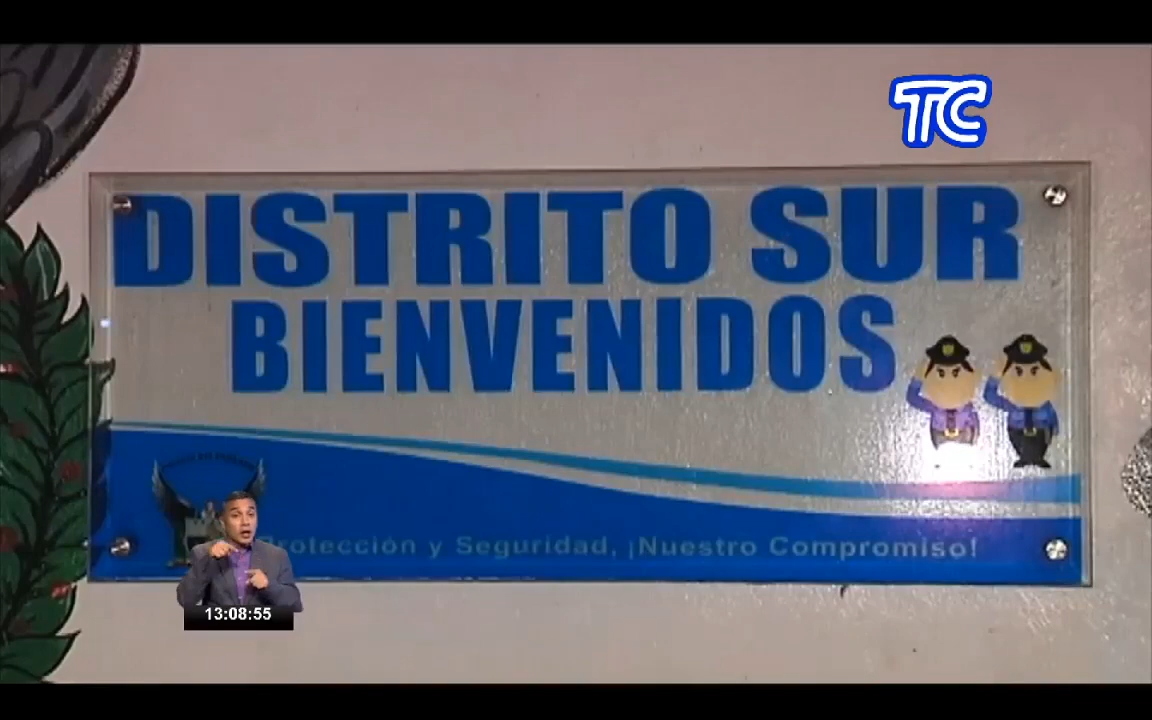 TC
DISTRITO SUR
BIENVENIDOS
Protección y Seguridad, ¡Nuestro Compromiso!
13:08:55